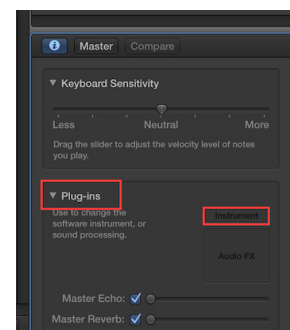 Master Compare
▼ Keyboard Sensitivity
Less Neutral More
Drag the slider to adjust the velocity level of notes
you play.
▼ Plug-ins
Use to change the
software instrument, or
sound processing.
Instrument
Audio FX
Master Echo:
Master Reverb: